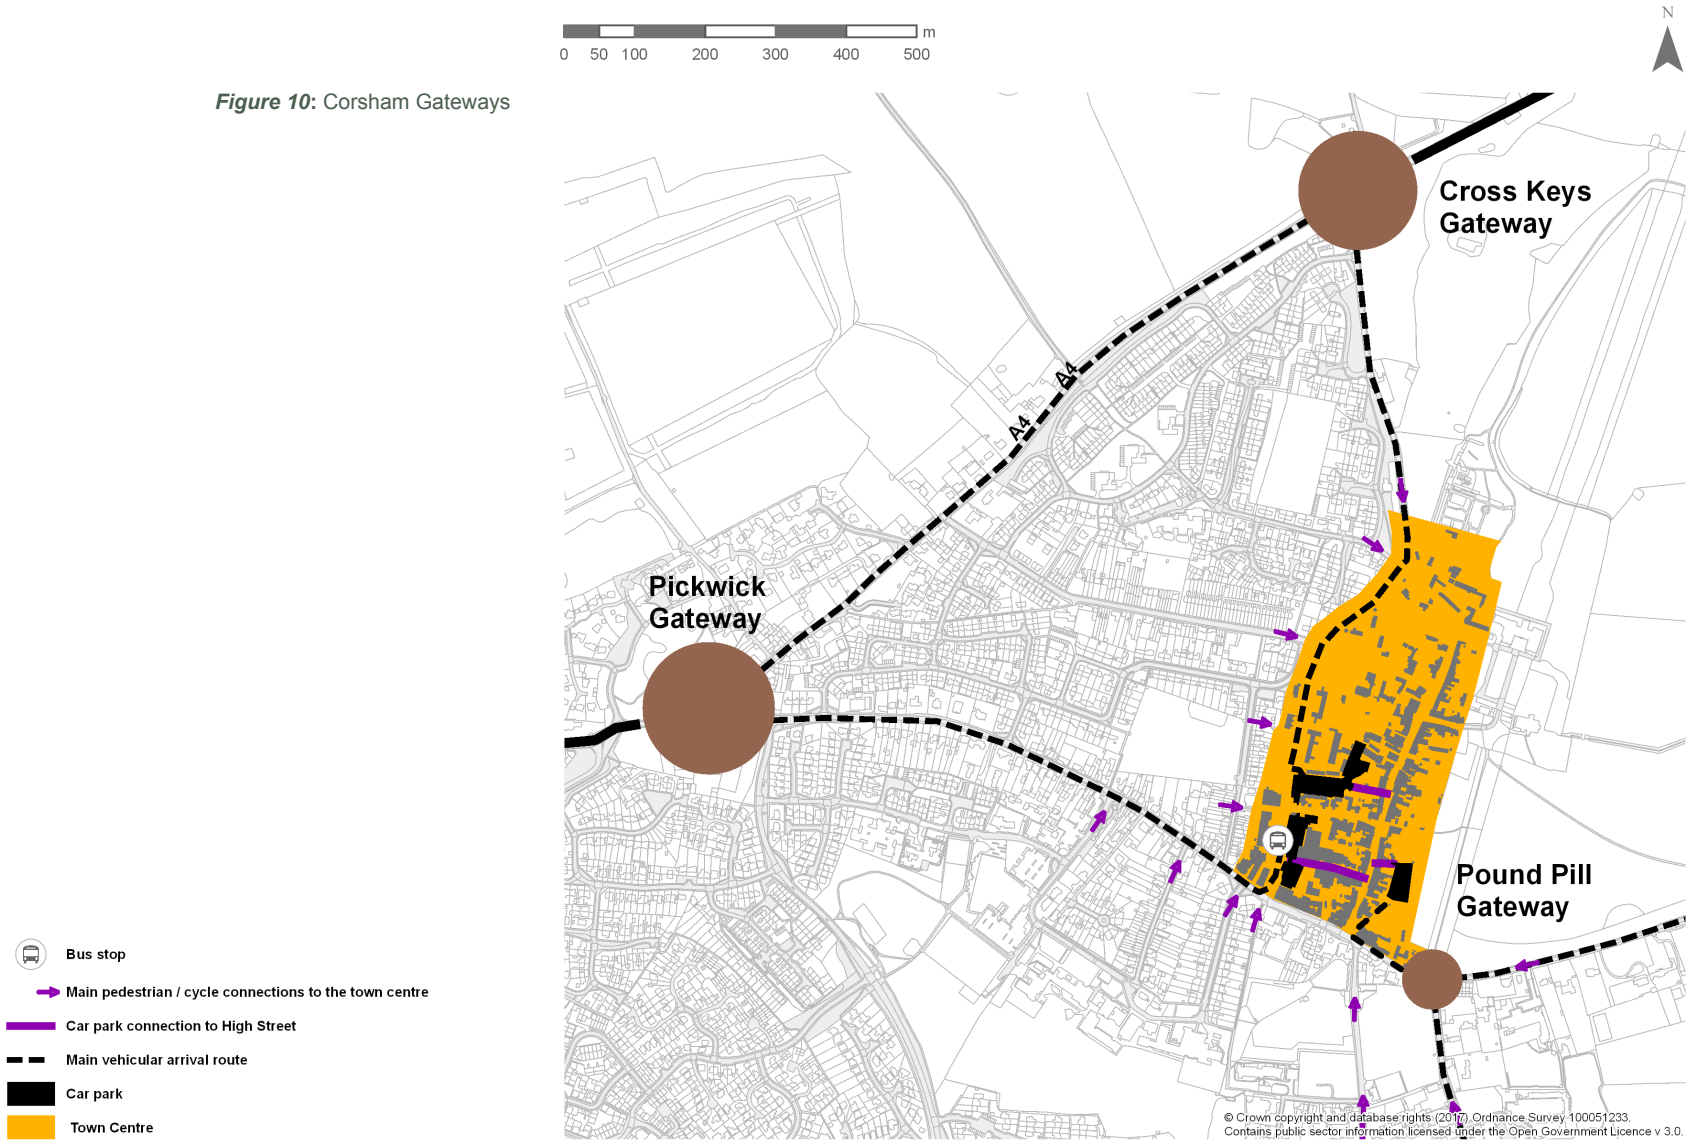 N
m
0 50 100 200 300 400 500
Figure 10: Corsham Gateways
Cross Keys
Gateway
A4
A4
Pickwick
Gateway
Pound Pill
Gateway
Bus stop
Main pedestrian / cycle connections to the town centre
Car park connection to High Street
Main vehicular arrival route
Car park
Town Centre
© Crown copyright and database rights (2017) Ordnance Survey 100051233.
Contains public sector information licensed under the Open Government Licence v 3.0.